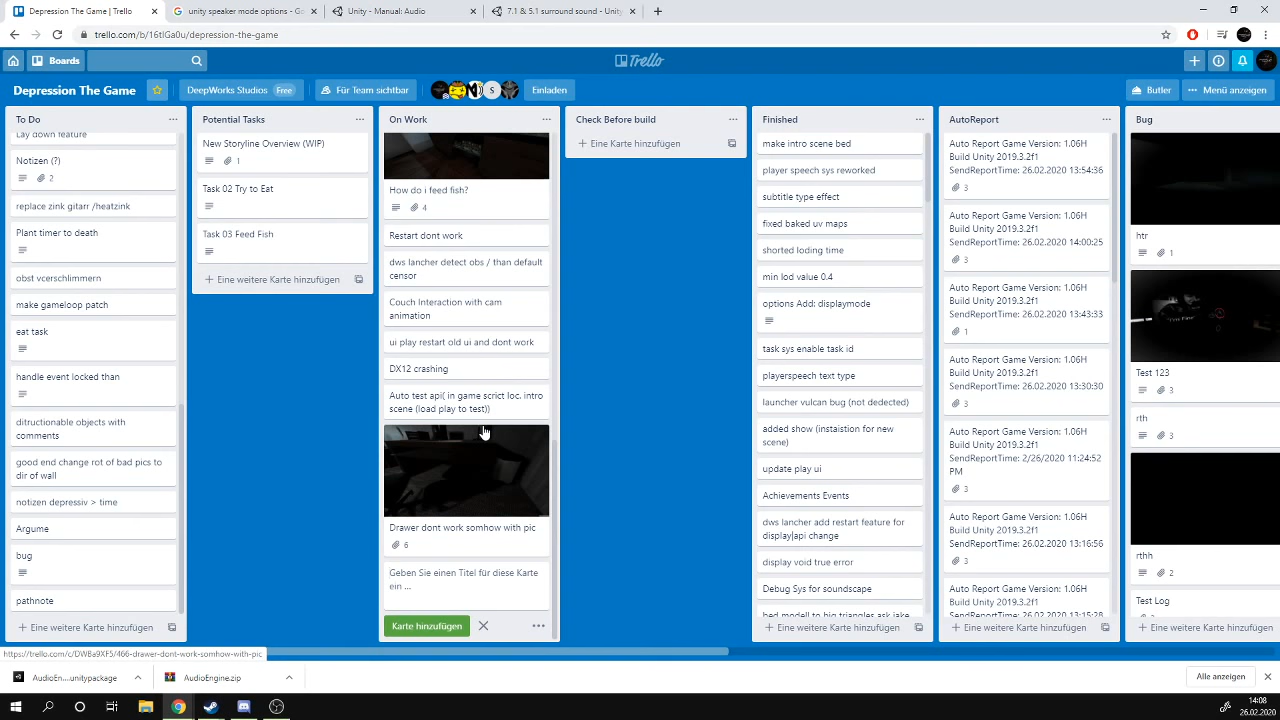 Depression The Game | Trello
unity speaker mode options - Go
Unity - Manual: Audio
7.1 & 5.1 surround sound - Unity
trello.com/b/16tlGa0u/depression-the-game
Boards
Trello
Depression The Game
DeepWorks Studios Free
Für Team sichtbar
S
Einladen
Butler
Menü anzeigen
To Do
Lay down feature
Notizen (?)
2
replace zink gitarr /heatzink
Plant timer to death
obst vcerschlimmern
make gameloop patch
eat task
handle event locked than
ditructionable objects with
comments
good end change rot of bad pics to
dir of wall
notizen depressiv > time
Argume
bug
pathnote
Eine weitere Karte hinzufügen
Potential Tasks
New Storyline Overview (WIP)
1
Task 02 Try to Eat
Task 03 Feed Fish
Eine weitere Karte hinzufügen
On Work
How do i feed fish?
4
Restart dont work
dws lancher detect obs / than default
censor
Couch Interaction with cam
animation
ui play restart old ui and dont work
DX12 crashing
Auto test api( in game scrict loc. intro
scene (load play to test))
Drawer dont work somhow with pic
6
Geben Sie einen Titel für diese Karte
ein ...
Karte hinzufügen
Check Before build
Eine Karte hinzufügen
Finished
make intro scene bed
player speech sys reworked
subtitle type effect
fixed baked uv maps
shorted loding time
min lod value 0.4
options Add: displaymode
task sys enable task id
playerspeech text type
launcher vulcan bug (not dedected)
added show (instaistion for new
scene)
update play ui
Achievements Events
dws lancher add restart feature for
display|api change
display void true error
Debug Sys for soundscape
bed modell to big triangles ask jake
Eine weitere Karte hinzufügen
AutoReport
Auto Report Game Version: 1.06H
Build Unity 2019.3.2f1
SendReportTime: 26.02.2020 13:54:36
3
Auto Report Game Version: 1.06H
Build Unity 2019.3.2f1
SendReportTime: 26.02.2020 14:00:25
3
Auto Report Game Version: 1.06H
Build Unity 2019.3.2f1
SendReportTime: 26.02.2020 13:43:33
1
Auto Report Game Version: 1.06H
Build Unity 2019.3.2f1
SendReportTime: 26.02.2020 13:30:30
3
Auto Report Game Version: 1.06H
Build Unity 2019.3.2f1
SendReportTime: 2/26/2020 11:24:52
PM
3
Auto Report Game Version: 1.06H
Build Unity 2019.3.2f1
SendReportTime: 26.02.2020 13:16:56
3
Auto Report Game Version: 1.06H
Build Unity 2019.3.2f1
SendReportTime: 26.02.2020 13:15:28
Eine weitere Karte hinzufügen
Bug
htr
1
Test 123
3
rth
3
rthh
2
Test Log
Eine weitere Karte hinzufügen
https://trello.com/c/DWBa9XF5/466-drawer-dont-work-somhow-with-pic
AudioEn....unitypackage
AudioEngine.zip
Alle anzeigen
14:08
26.02.2020